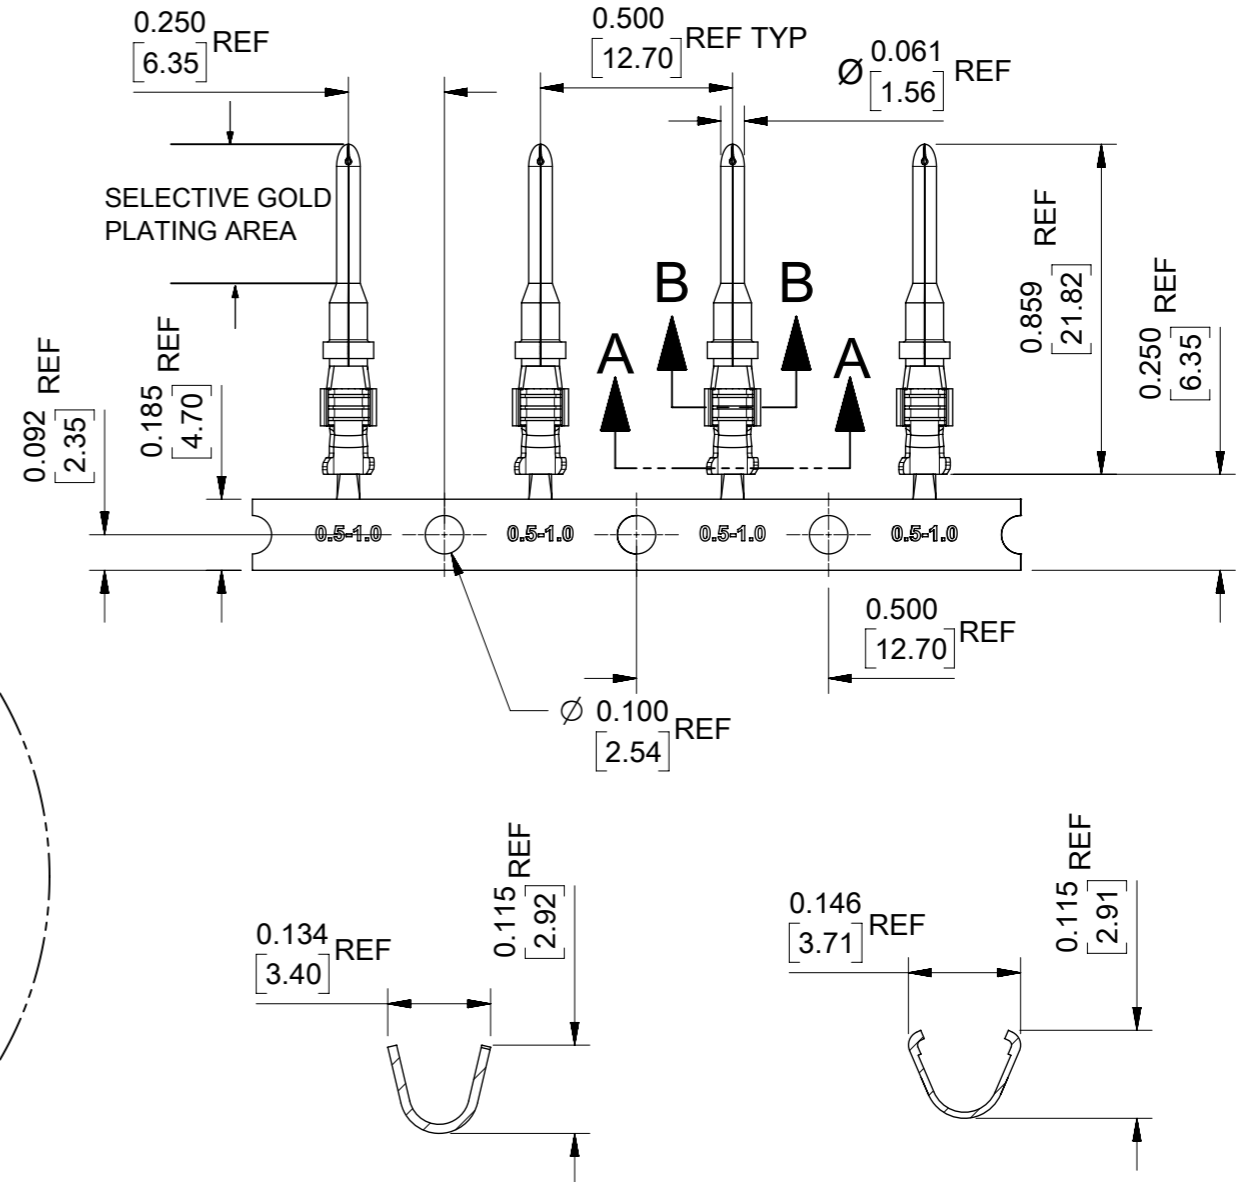 0.250
[6.35] REF
0.500
[12.70] REF TYP
Ø 0.061
[1.56] REF
SELECTIVE GOLD
PLATING AREA
B B
A A
0.859
[21.82] REF
0.250
[6.35] REF
0.092
[2.35] REF
0.185
[4.70] REF
0.5-1.0 0.5-1.0 0.5-1.0 0.5-1.0
0.500
[12.70] REF
Ø 0.100
[2.54] REF
0.134
[3.40] REF
0.115
[2.92] REF
0.146
[3.71] REF
0.115
[2.91] REF